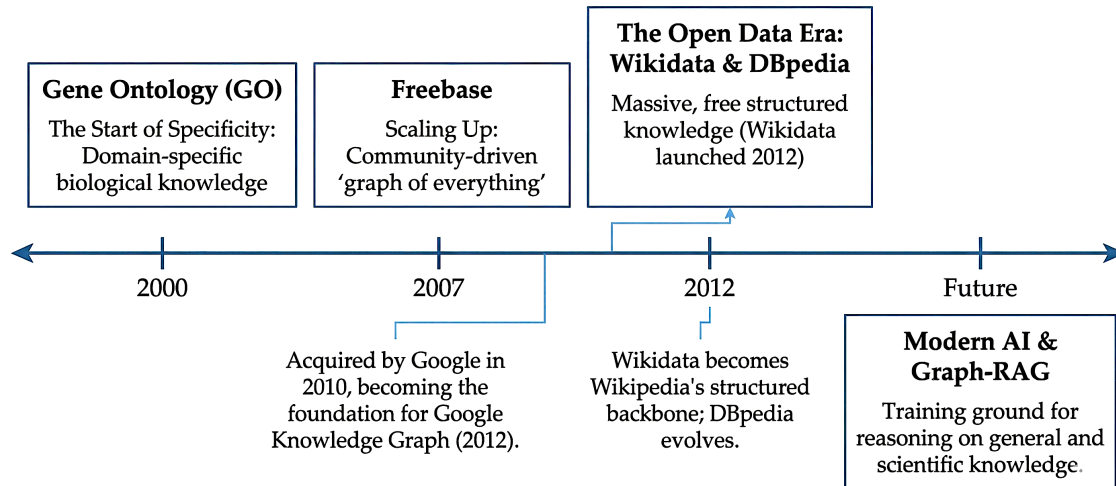 Gene Ontology (GO)
The Start of Specificity:
Domain-specific
biological knowledge
Freebase
Scaling Up:
Community-driven
‘graph of everything’
The Open Data Era:
Wikidata & DBpedia
Massive, free structured
knowledge (Wikidata
launched 2012)
2000
2007
2012
Future
Acquired by Google in
2010, becoming the
foundation for Google
Knowledge Graph (2012).
Wikidata becomes
Wikipedia's structured
backbone; DBpedia
evolves.
Modern AI &
Graph-RAG
Training ground for
reasoning on general and
scientific knowledge.